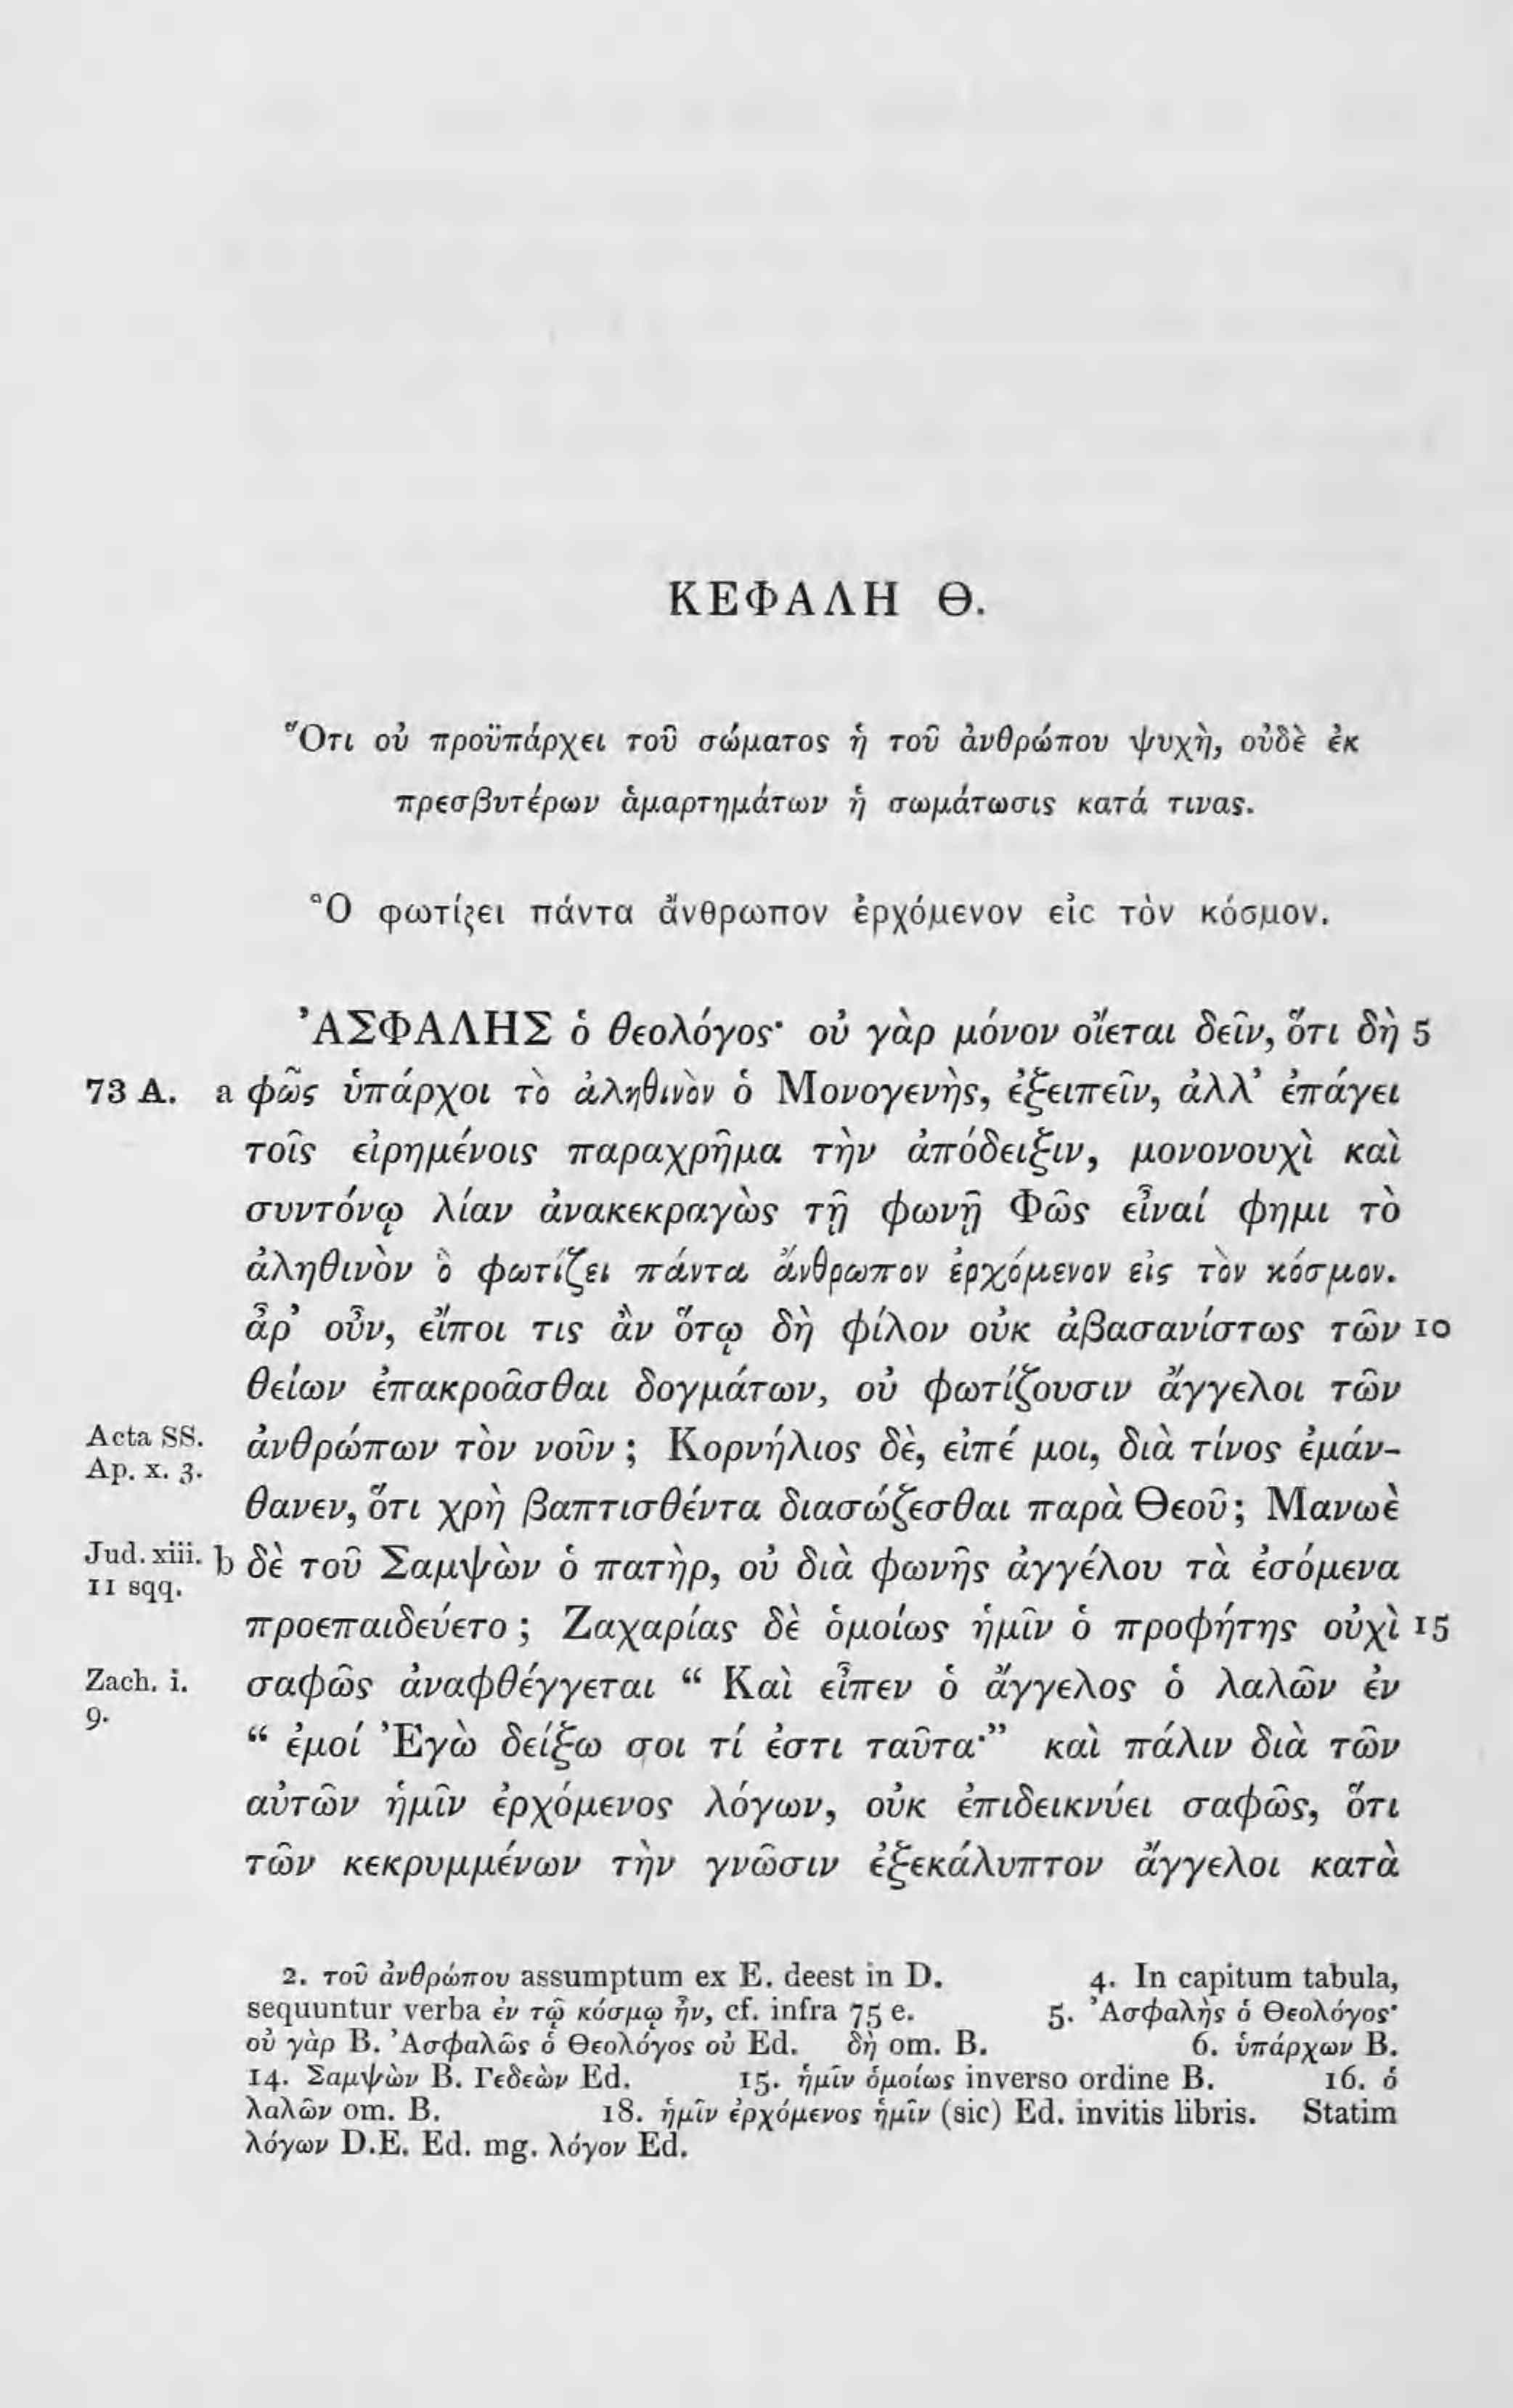 ΚΕΦΑΛΗ Θ.
Ὅτι οὐ προϋπάρχει τοῦ σώματος ἡ τοῦ ἀνθρώπου ψυχὴ, οὐδὲ ἐκ
πρεσβυτέρων ἁμαρτημάτων ἡ σωμάτωσις κατά τινας.
Ὃ φωτίζει πάντα ἄνθρωπον ἐρχόμενον εἰς τὸν κόσμον.
ἈΣΦΑΛΗΣ ὁ θεολόγος· οὐ γὰρ μόνον οἴεται δεῖν, ὅτι δὴ 5
73 A. a φῶς ὑπάρχοι τὸ ἀληθινὸν ὁ Μονογενὴς, ἐξειπεῖν, ἀλλ’ ἐπάγει
τοῖς εἰρημένοις παραχρῆμα τὴν ἀπόδειξιν, μονονουχὶ καὶ
συντόνῳ λίαν ἀνακεκραγὼς τῇ φωνῇ Φῶς εἶναί φημι τὸ
ἀληθινὸν ὃ φωτίζει πάντα ἄνθρωπον ἐρχόμενον εἰς τὸν κόσμον.
ἆρ’ οὖν, εἴποι τις ἂν ὅτῳ δὴ φίλον οὐκ ἀβασανίστως τῶν 10
θείων ἐπακροᾶσθαι δογμάτων, οὐ φωτίζουσιν ἄγγελοι τῶν
Acta SS.
Ap. x. 3.
ἀνθρώπων τὸν νοῦν; Κορνήλιος δὲ, εἰπέ μοι, διὰ τίνος ἐμάν-
θανεν, ὅτι χρὴ βαπτισθέντα διασώζεσθαι παρὰ Θεοῦ; Μανωὲ
Jud. xiii.
11 sqq.
b δὲ τοῦ Σαμψὼν ὁ πατὴρ, οὐ διὰ φωνῆς ἀγγέλου τὰ ἐσόμενα
προεπαιδεύετο; Ζαχαρίας δὲ ὁμοίως ἡμῖν ὁ προφήτης οὐχὶ 15
Zach. i.
9.
σαφῶς ἀναφθέγγεται “ Καὶ εἶπεν ὁ ἄγγελος ὁ λαλῶν ἐν
“ ἐμοί Ἐγὼ δείξω σοι τί ἐστι ταῦτα·” καὶ πάλιν διὰ τῶν
αὐτῶν ἡμῖν ἐρχόμενος λόγων, οὐκ ἐπιδεικνύει σαφῶς, ὅτι
τῶν κεκρυμμένων τὴν γνῶσιν ἐξεκάλυπτον ἄγγελοι κατὰ
2. τοῦ ἀνθρώπου assumptum ex E. deest in D. 4. In capitum tabula,
sequuntur verba ἐν τῷ κόσμῳ ἦν, cf. infra 75 e. 5. Ἀσφαλὴς ὁ Θεολόγος·
οὐ γὰρ B. Ἀσφαλῶς ὁ Θεολόγος οὐ Ed. δὴ om. B. 6. ὑπάρχων B.
14. Σαμψὼν B. Γεδεὼν Ed. 15. ἡμῖν ὁμοίως inverso ordine B. 16. ὁ
λαλῶν om. B. 18. ἡμῖν ἐρχόμενος ἡμῖν (sic) Ed. invitis libris. Statim
λόγων D.E. Ed. mg. λόγον Ed.